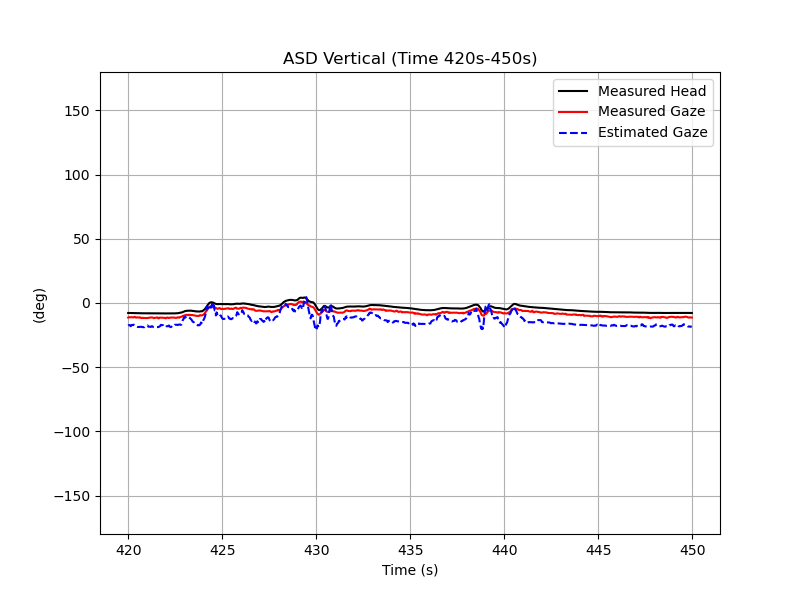 ASD Vertical (Time 420s-450s)
Measured Head
Measured Gaze
Estimated Gaze
150
100
50
0
−50
−100
−150
(deg)
420 425 430 435 440 445 450
Time (s)